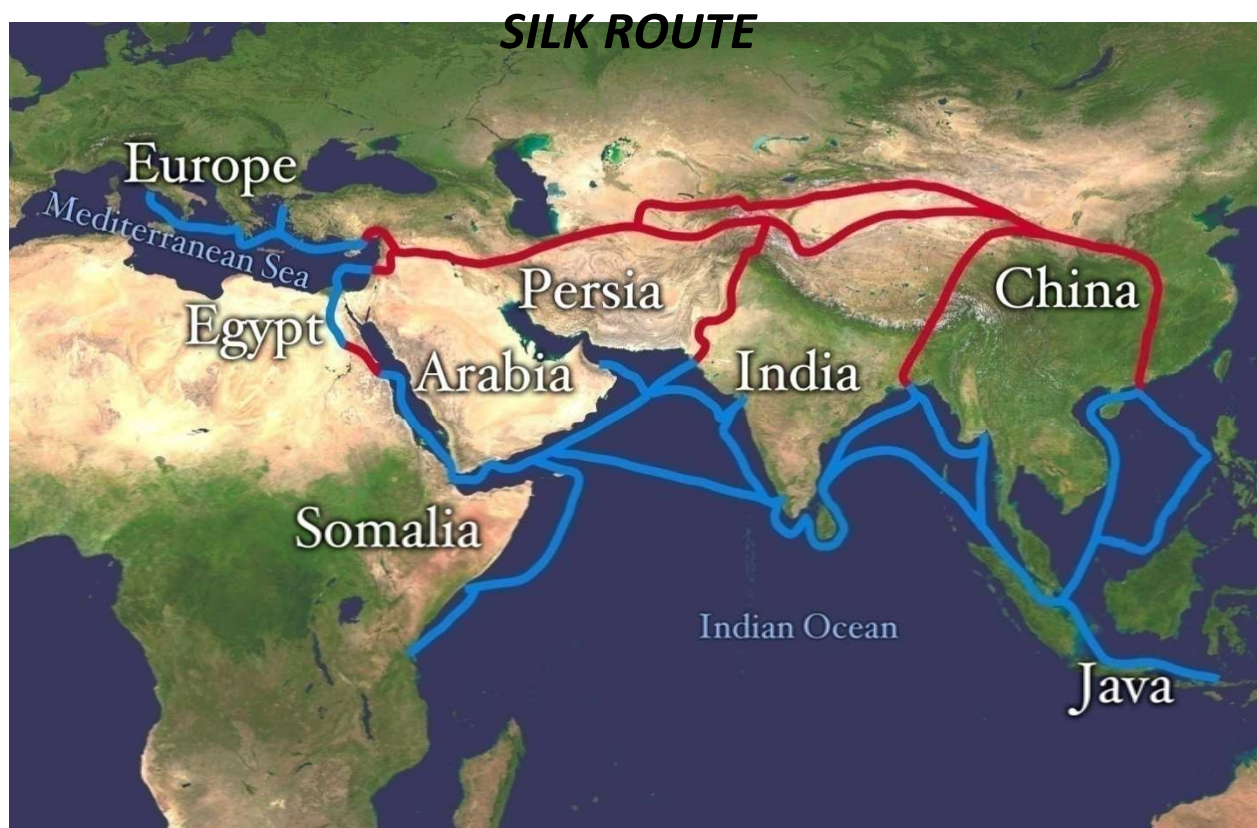 SILK ROUTE
Europe
Mediterranean Sea
Egypt
Persia
China
Arabia
India
Somalia
Indian Ocean
Java